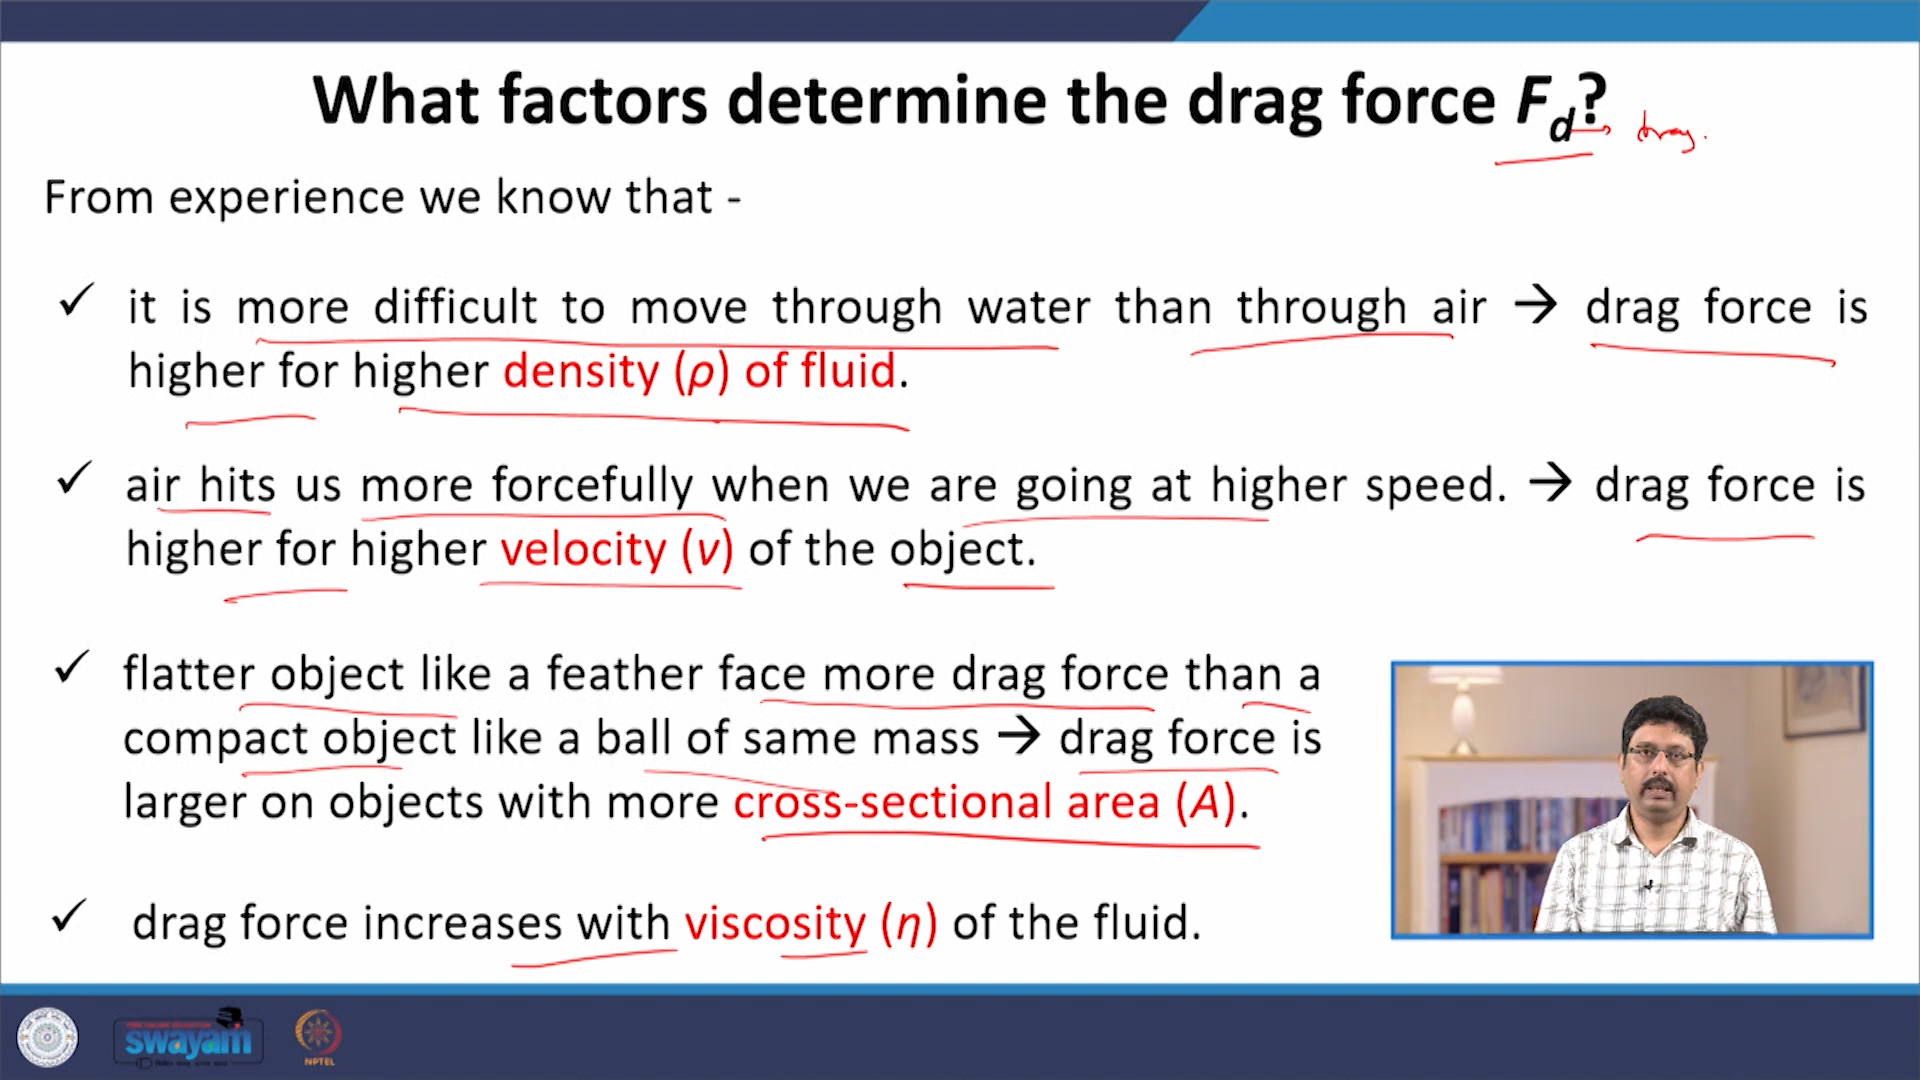 What factors determine the drag force Fd?
drag.
From experience we know that -
✓ it is more difficult to move through water than through air → drag force is
higher for higher density (ρ) of fluid.
✓ air hits us more forcefully when we are going at higher speed. → drag force is
higher for higher velocity (v) of the object.
✓ flatter object like a feather face more drag force than a
compact object like a ball of same mass → drag force is
larger on objects with more cross-sectional area (A).
✓ drag force increases with viscosity (η) of the fluid.
swayam
NPTEL